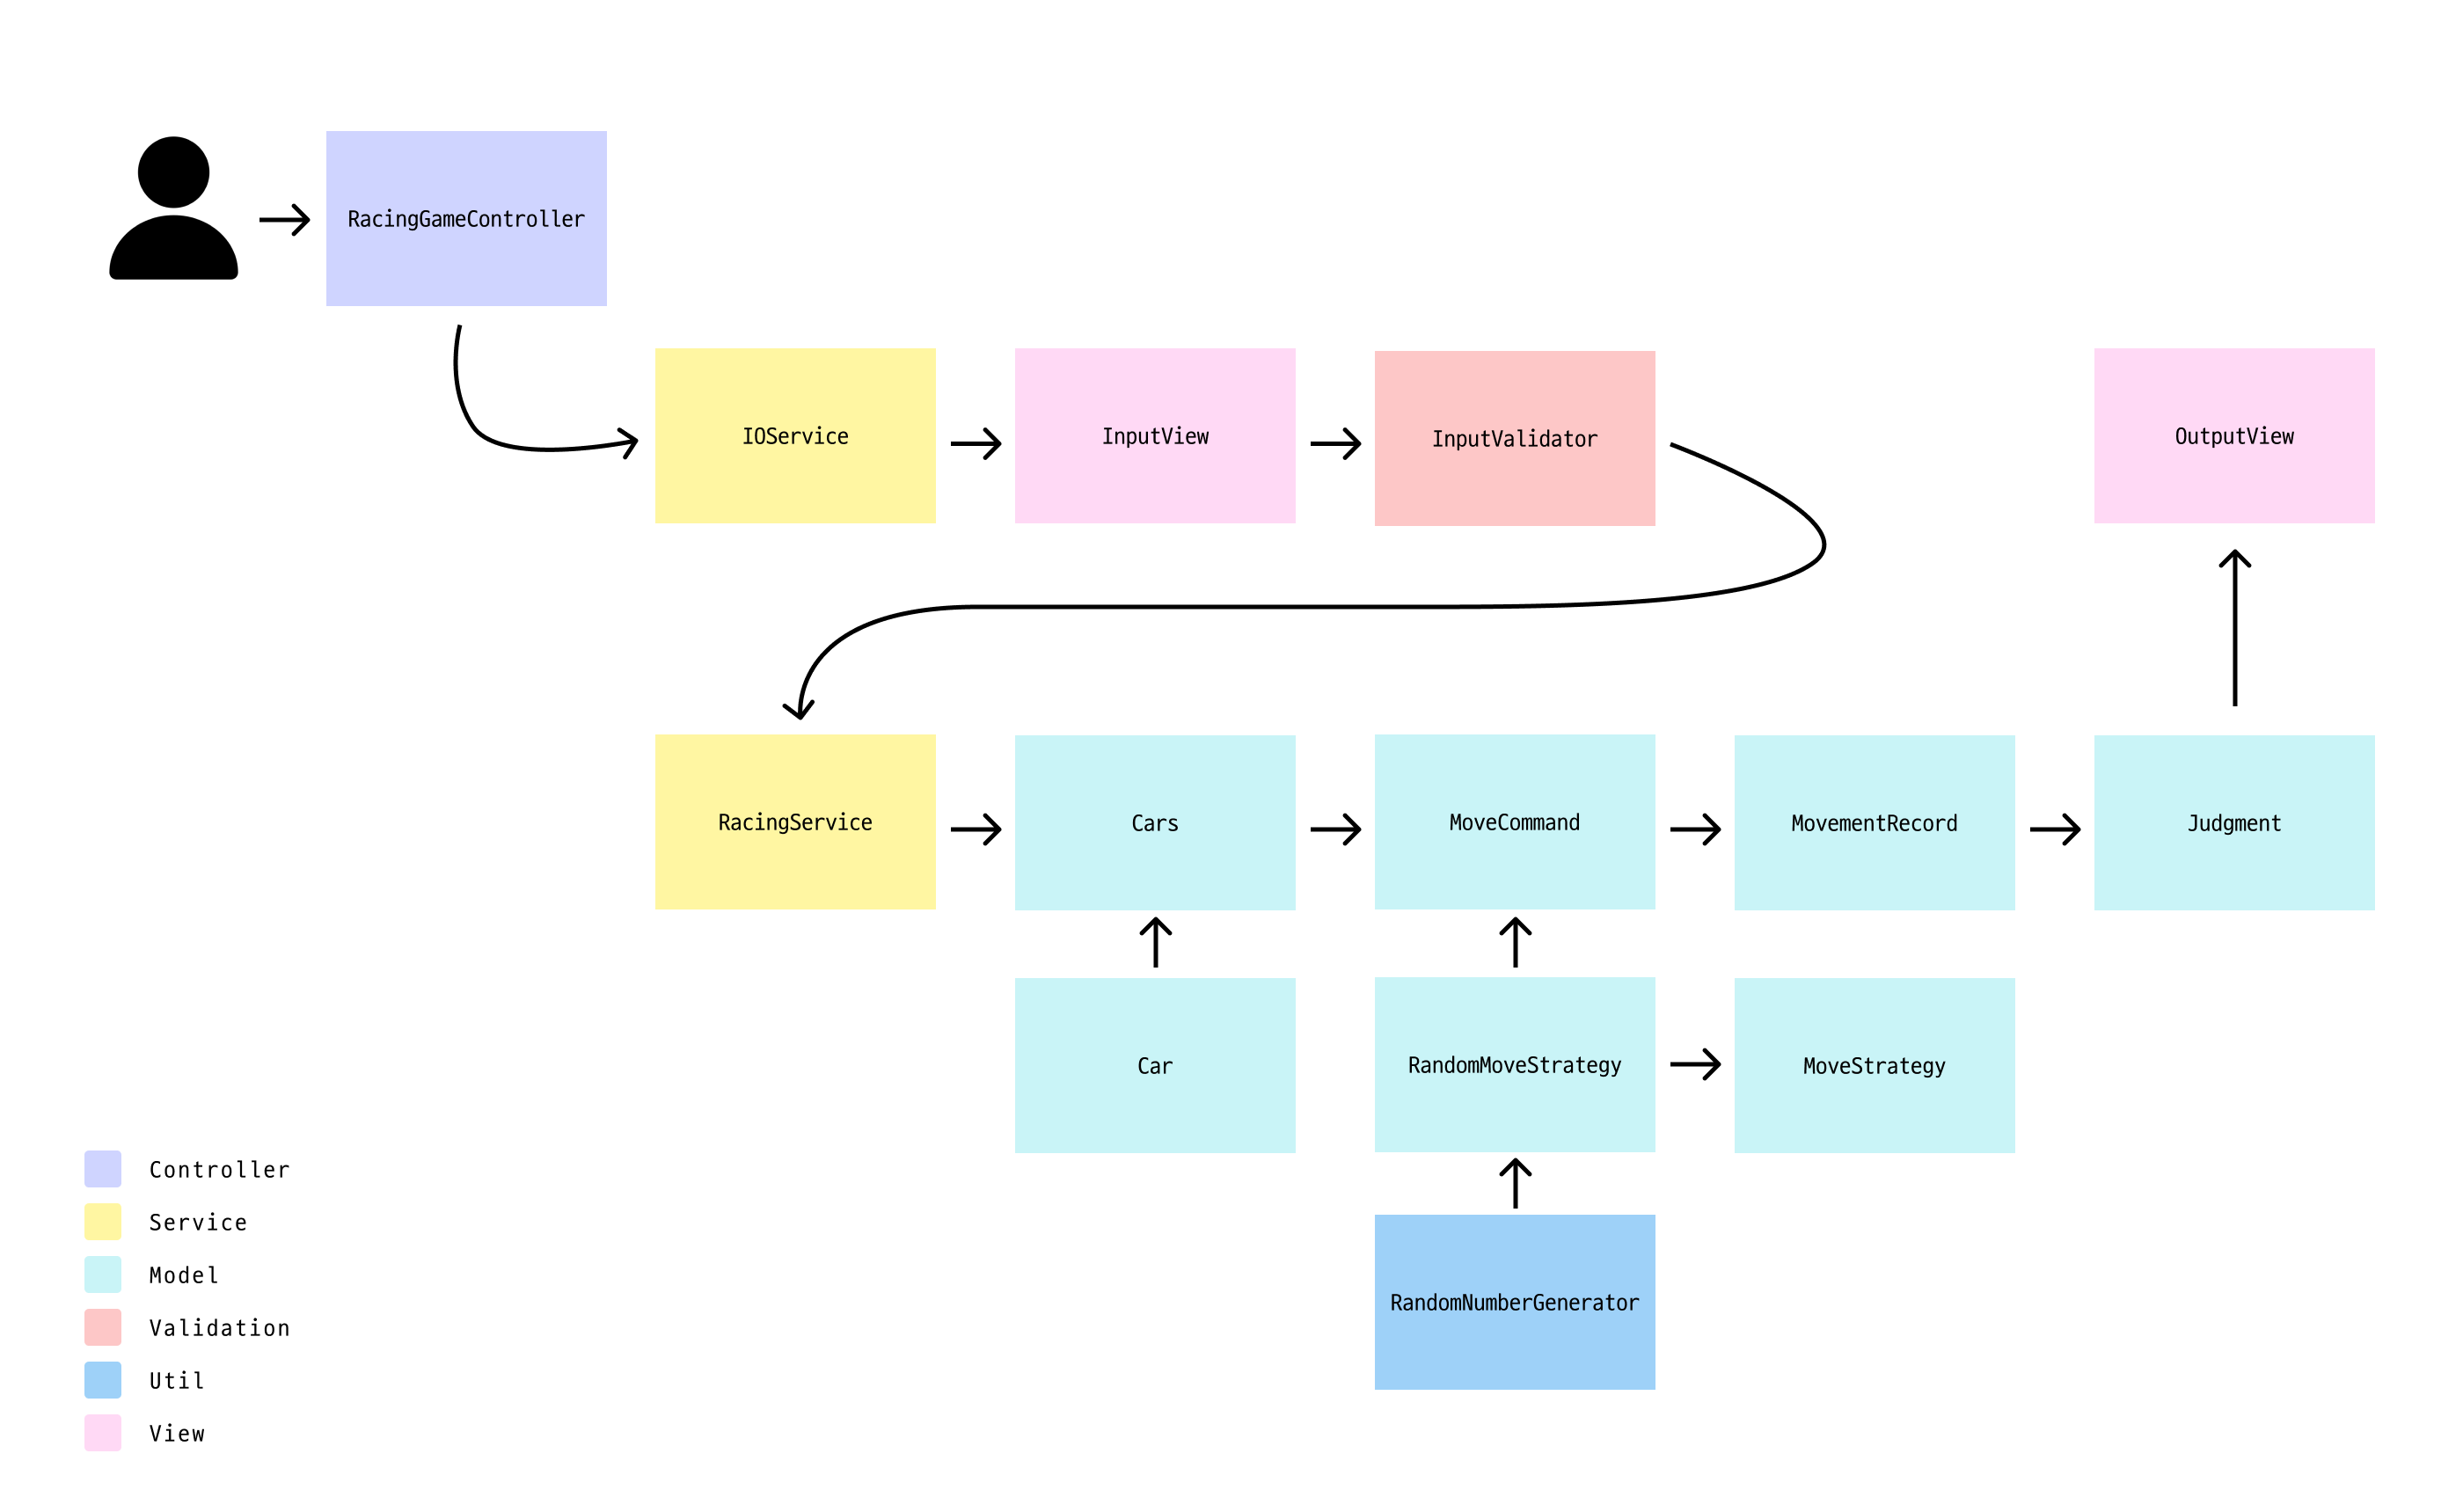 RacingGameController
IOService
InputView
InputValidator
OutputView
RacingService
Cars
MoveCommand
MovementRecord
Judgment
Car
RandomMoveStrategy
MoveStrategy
RandomNumberGenerator
Controller
Service
Model
Validation
Util
View